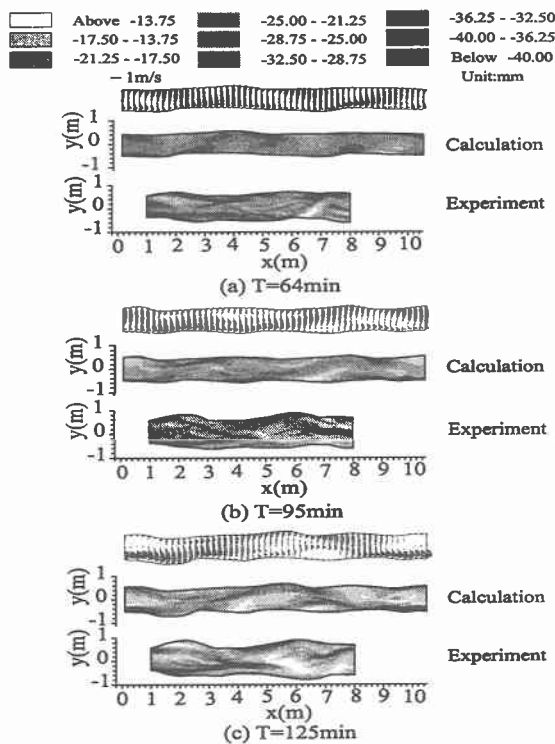 Above -13.75 -25.00 - -21.25 -36.25 - -32.50
-17.50 - -13.75 -28.75 - -25.00 -40.00 - -36.25
-21.25 - -17.50 -32.50 - -28.75 Below -40.00
— 1m/s Unit:mm
y(m) 1 0 -1 Calculation
y(m) 1 0 -1 Experiment
0 1 2 3 4 5 6 7 8 9 10
x(m)
(a) T=64min
y(m) 1 0 -1 Calculation
y(m) 1 0 -1 Experiment
0 1 2 3 4 5 6 7 8 9 10
x(m)
(b) T=95min
y(m) 1 0 -1 Calculation
y(m) 1 0 -1 Experiment
0 1 2 3 4 5 6 7 8 9 10
x(m)
(c) T=125min